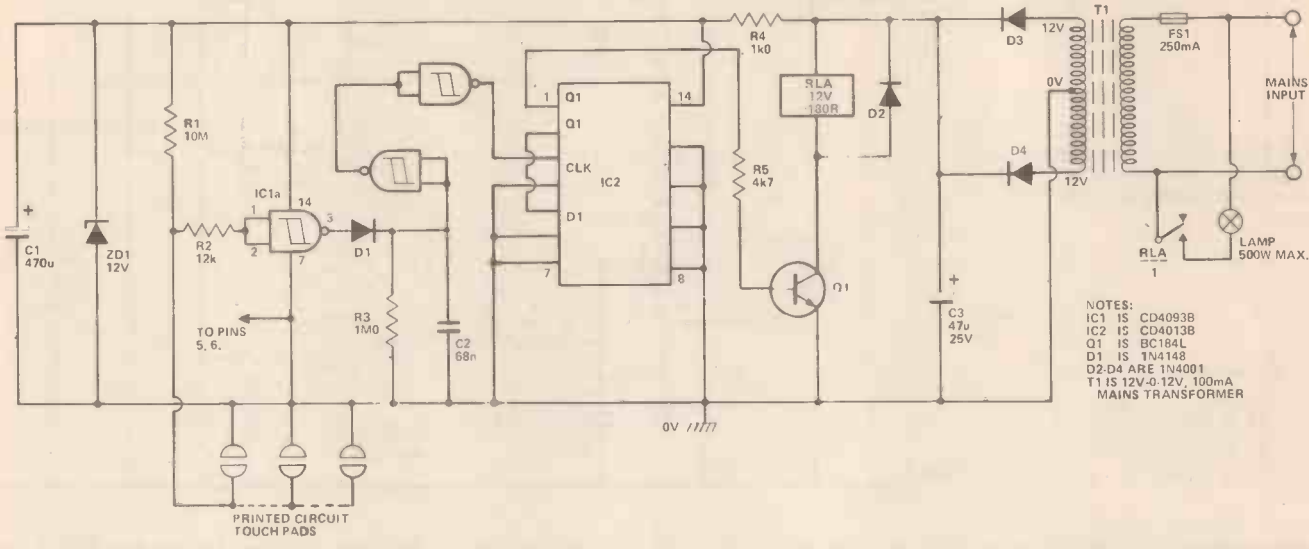 C1
470u
+
ZD1
12V
R1
10M
R2
12k
IC1a
1
2
14
3
7
TO PINS
5, 6.
D1
R3
1M0
C2
68n
1
Q1
Q1
CLK
D1
7
IC2
14
8
0V
R4
1k0
R5
4k7
RLA
12V
180R
D2
Q1
D3
D4
+
C3
47u
25V
12V
0V
12V
T1
FS1
250mA
MAINS
INPUT
RLA
1
LAMP
500W MAX.
NOTES:
IC1 IS CD4093B
IC2 IS CD4013B
Q1 IS BC184L
D1 IS 1N4148
D2-D4 ARE 1N4001
T1 IS 12V-0-12V, 100mA
MAINS TRANSFORMER
PRINTED CIRCUIT
TOUCH PADS